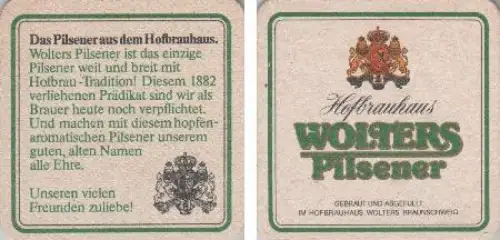 Das Pilsener aus dem Hofbrauhaus.
Wolters Pilsener ist das einzige
Pilsener weit und breit mit
Hofbrau-Tradition! Diesem 1882
verliehenen Prädikat sind wir als
Brauer heute noch verpflichtet.
Und machen mit diesem hopfen-
aromatischen Pilsener unserem
guten, alten Namen
alle Ehre.
Unseren vielen
Freunden zuliebe!
Hofbrauhaus
WOLTERS
Pilsener
GEBRAUT UND ABGEFÜLLT
IM HOFBRAUHAUS WOLTERS BRAUNSCHWEIG